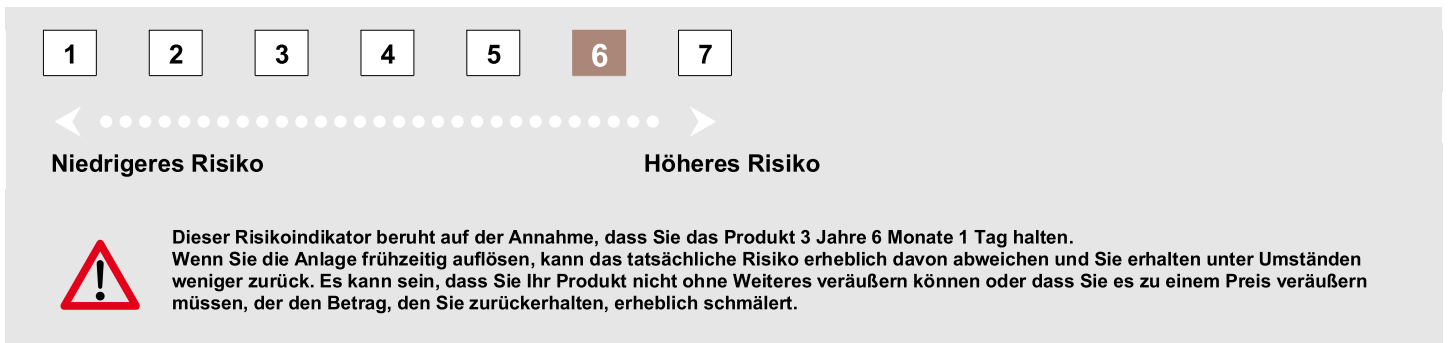 1 2 3 4 5 6 7
Niedrigeres Risiko Höheres Risiko
Dieser Risikoindikator beruht auf der Annahme, dass Sie das Produkt 3 Jahre 6 Monate 1 Tag halten.
Wenn Sie die Anlage frühzeitig auflösen, kann das tatsächliche Risiko erheblich davon abweichen und Sie erhalten unter Umständen
weniger zurück. Es kann sein, dass Sie Ihr Produkt nicht ohne Weiteres veräußern können oder dass Sie es zu einem Preis veräußern
müssen, der den Betrag, den Sie zurückerhalten, erheblich schmälert.